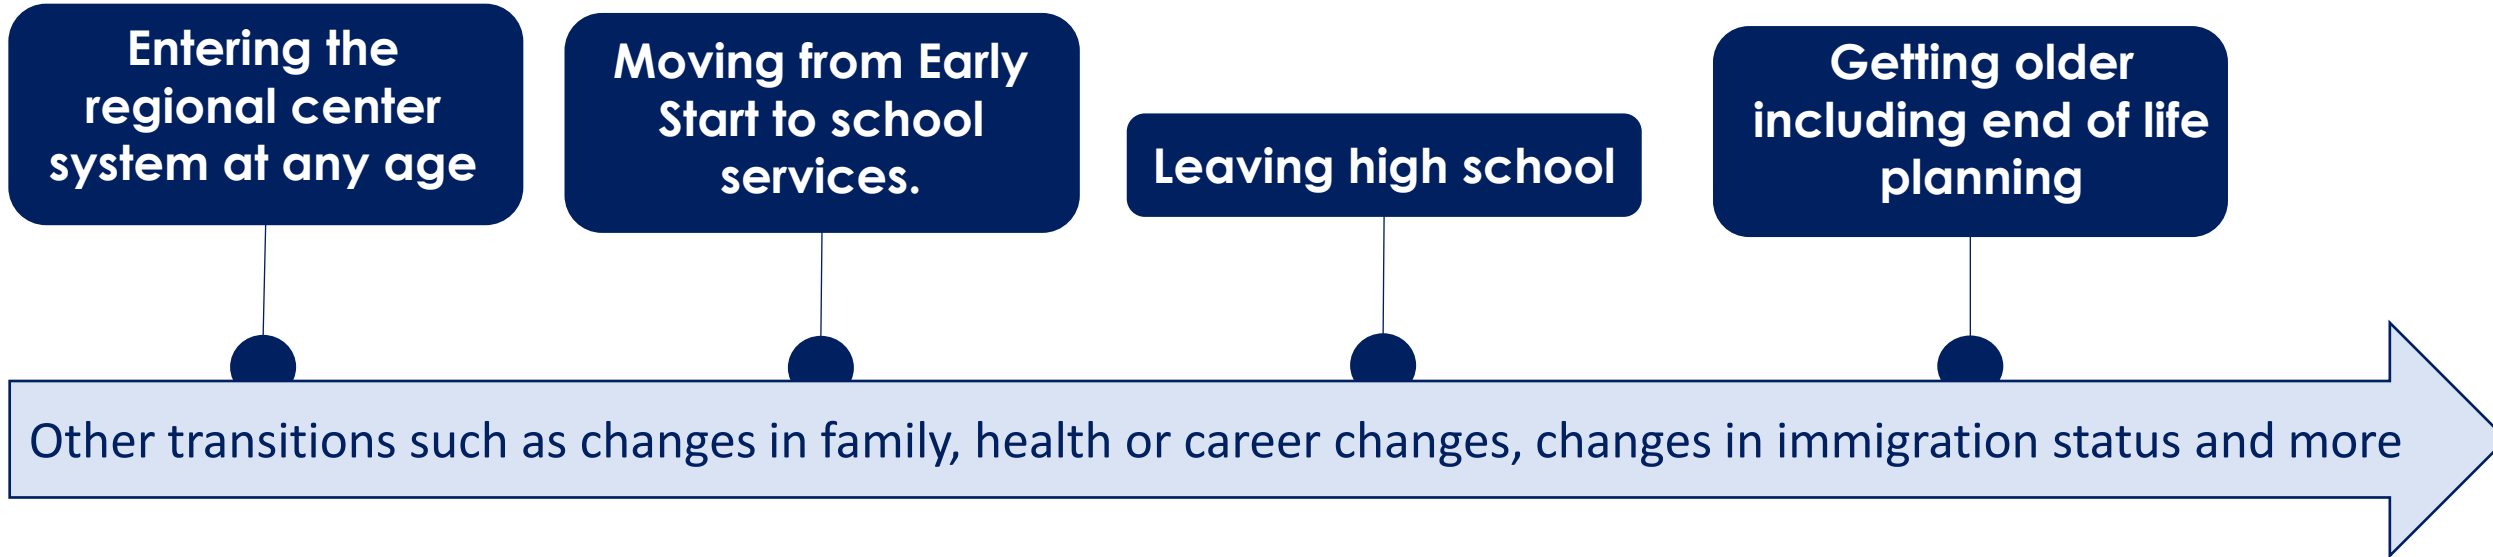 Entering the
regional center
system at any age
Moving from Early
Start to school
services.
Leaving high school
Getting older
including end of life
planning
Other transitions such as changes in family, health or career changes, changes in immigration status and more